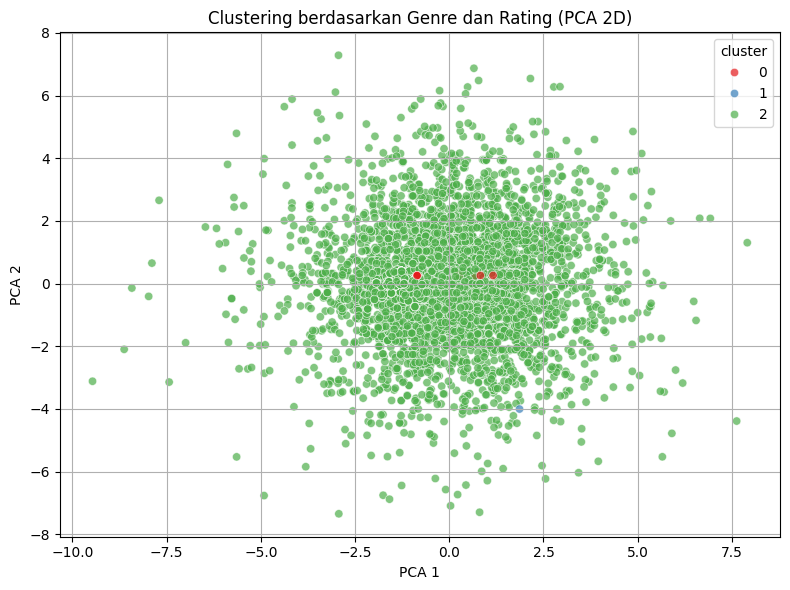 Clustering berdasarkan Genre dan Rating (PCA 2D)
cluster
0
1
2
8
6
4
2
0
−2
−4
−6
−8
PCA 2
−10.0 −7.5 −5.0 −2.5 0.0 2.5 5.0 7.5
PCA 1